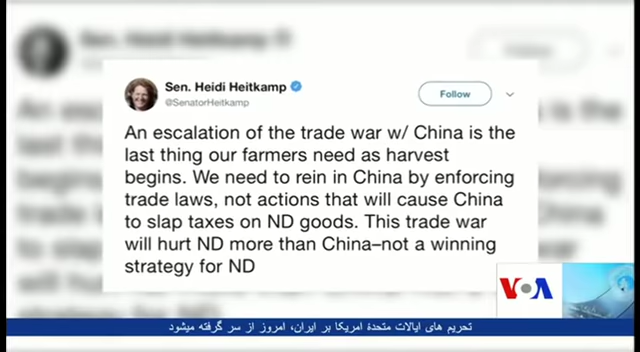 Sen. Heidi Heitkamp
@SenatorHeitkamp
Follow
An escalation of the trade war w/ China is the
last thing our farmers need as harvest
begins. We need to rein in China by enforcing
trade laws, not actions that will cause China
to slap taxes on ND goods. This trade war
will hurt ND more than China–not a winning
strategy for ND
VOA
تحریم های ایالات متحدۀ امریکا بر ایران، امروز از سر گرفته میشود